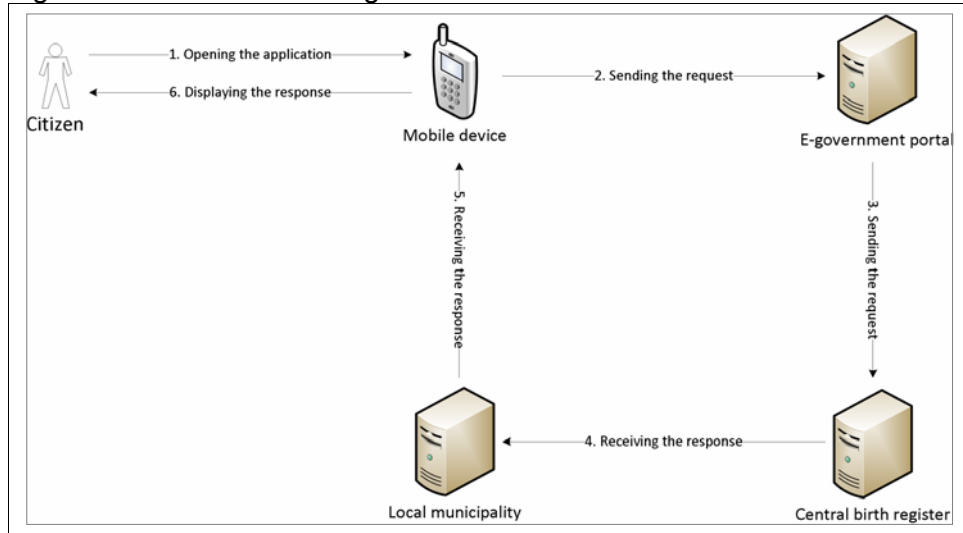 1. Opening the application
2. Sending the request
6. Displaying the response
Citizen
Mobile device
E-government portal
5. Receiving the response
3. Sending the request
4. Receiving the response
Local municipality
Central birth register